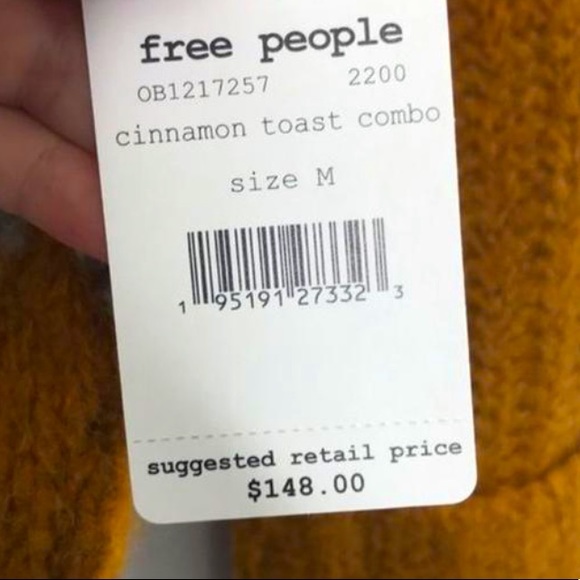 free people
OB1217257 2200
cinnamon toast combo
size M
1 95191 27332 3
suggested retail price
$148.00